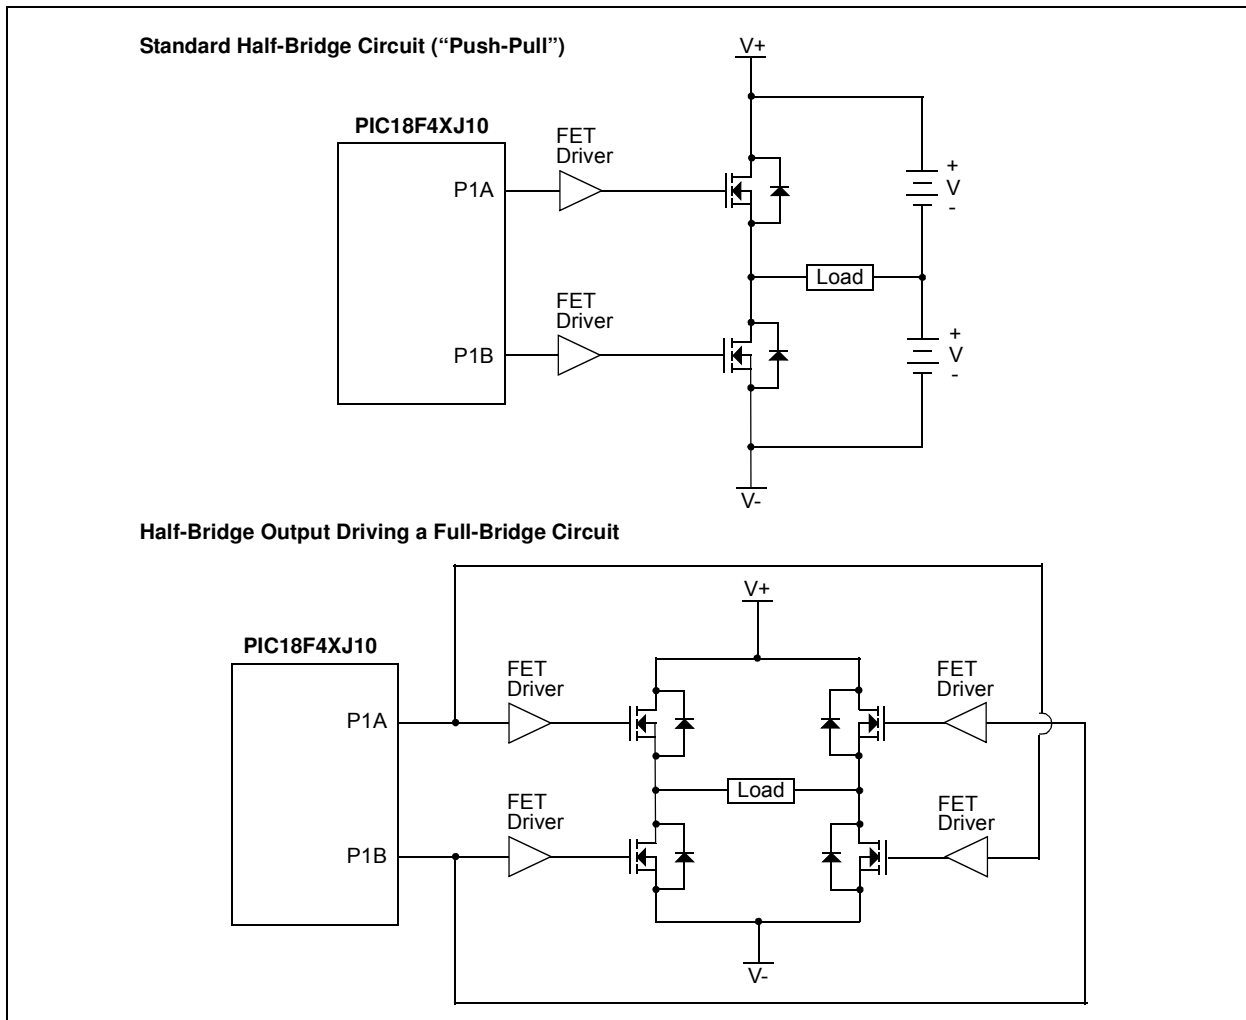 Standard Half-Bridge Circuit (“Push-Pull”)
V+
PIC18F4XJ10
FET
Driver
P1A
+
V
-
Load
FET
Driver
P1B
+
V
-
V-
Half-Bridge Output Driving a Full-Bridge Circuit
V+
PIC18F4XJ10
FET
Driver
FET
Driver
P1A
Load
FET
Driver
FET
Driver
P1B
V-